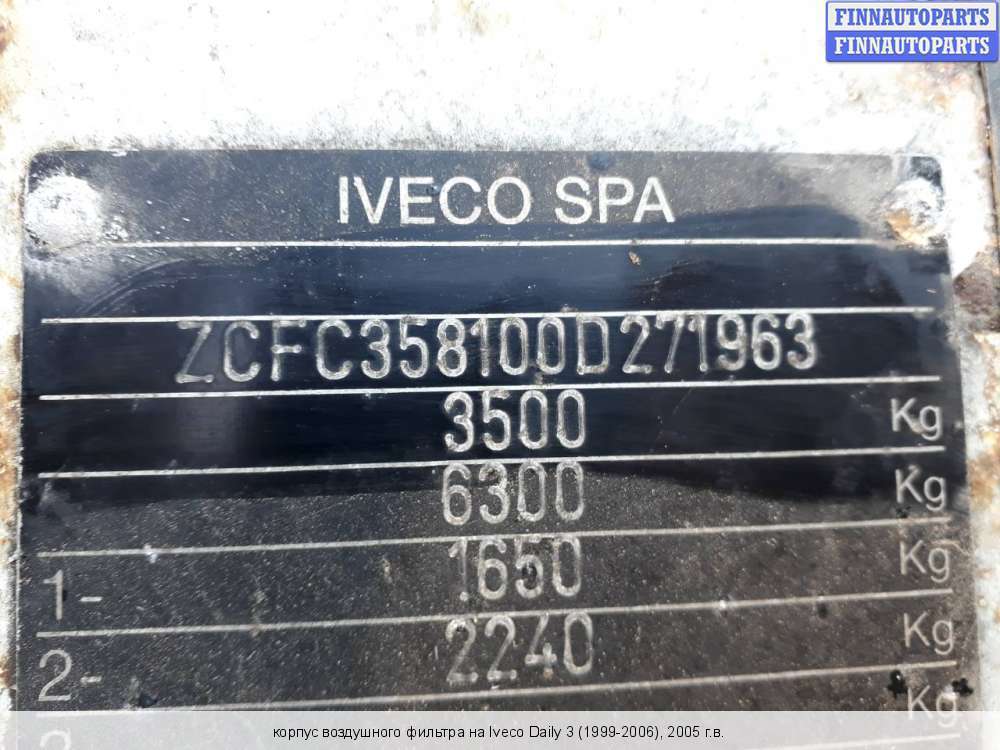 FINNAUTOPARTS
FINNAUTOPARTS
IVECO SPA
ZCFC358100D271963
3500 Kg
6300 Kg
1- 1650 Kg
2- 2240 Kg
Kg
корпус воздушного фильтра на Iveco Daily 3 (1999-2006), 2005 г.в.